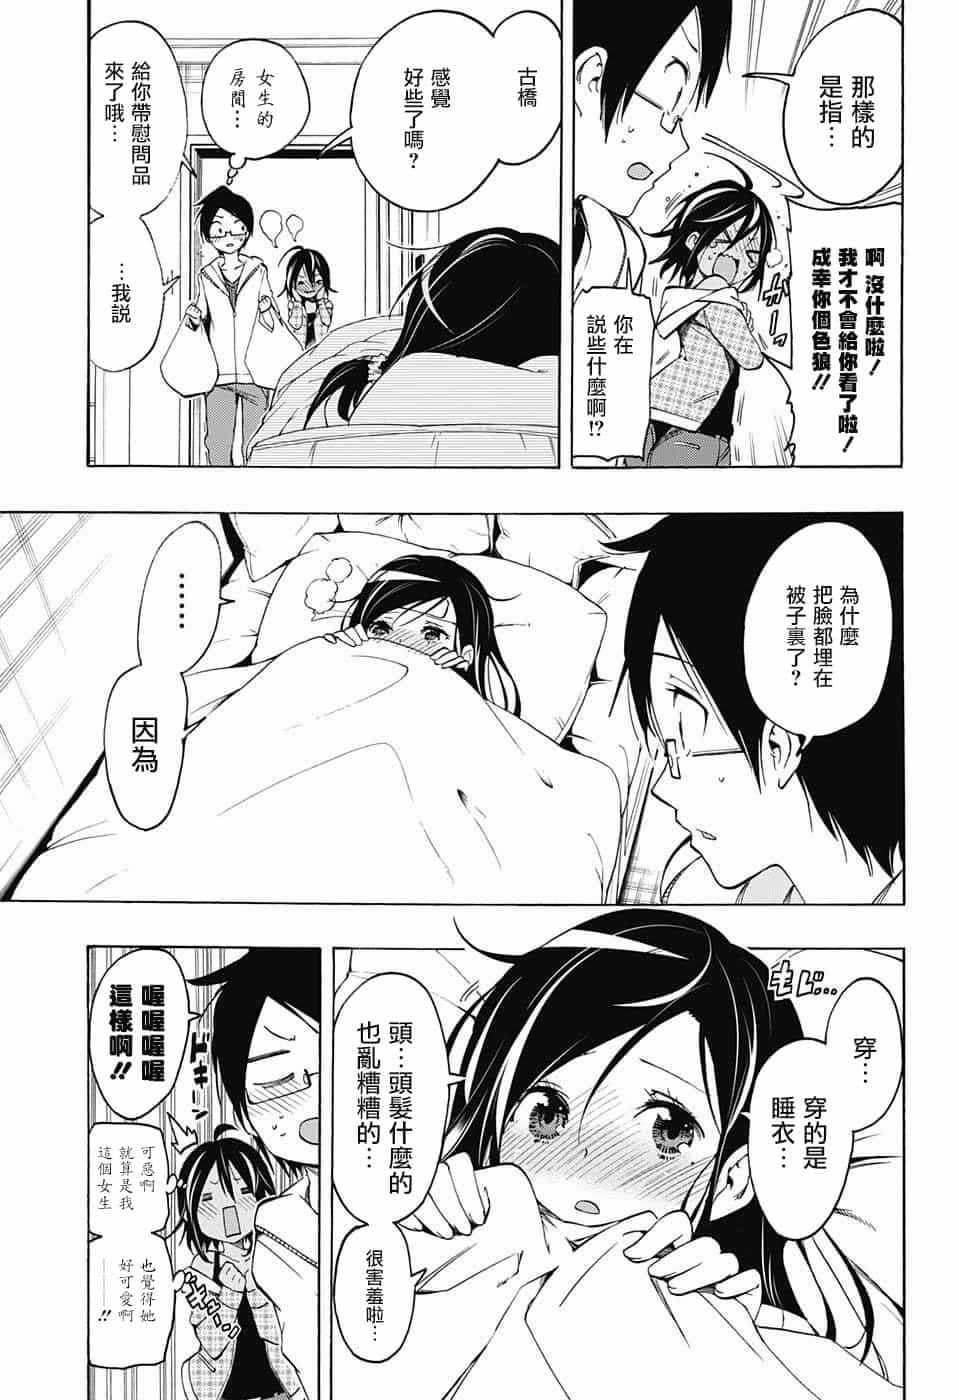 那樣的
是指…
啊 沒什麼啦!
我才不會給你看了啦!
成幸你個色狼!!
你在
說些什麼啊!?
古橋
感覺
好些了嗎?
女生的
房間…
給你帶慰問品
來了哦…
…我説
為什麼
把臉都埋在
被子裏了?
……
因為
もじ…
穿…
穿的是
睡衣…
頭…頭髮什麼的
也亂糟糟的…
很害羞啦…
喔喔喔喔
這樣啊!!
ドキッ
可惡啊
就算是我
這個女生
也覺得她
好可愛啊
——!!